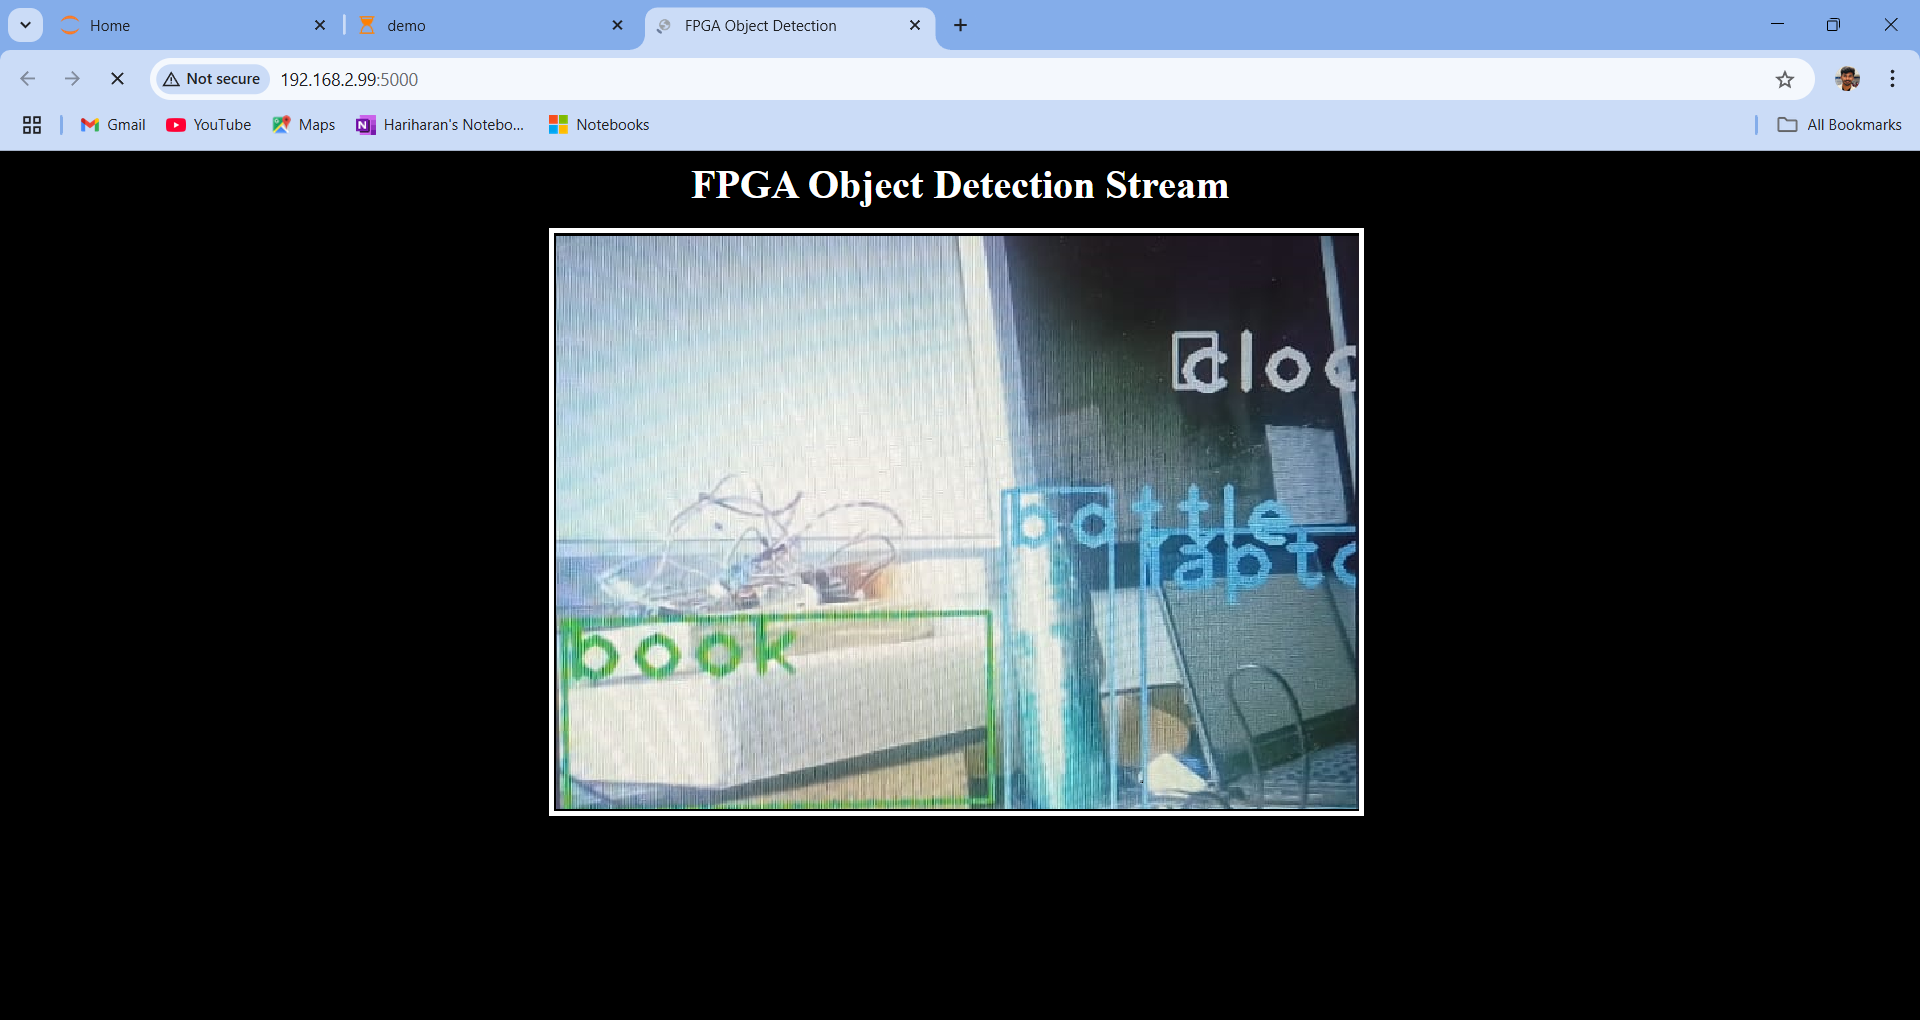 Home
demo
FPGA Object Detection
Not secure
192.168.2.99:5000
Gmail
YouTube
Maps
N
Hariharan's Notebo...
Notebooks
All Bookmarks
FPGA Object Detection Stream
cloc
bottle
lapto
book